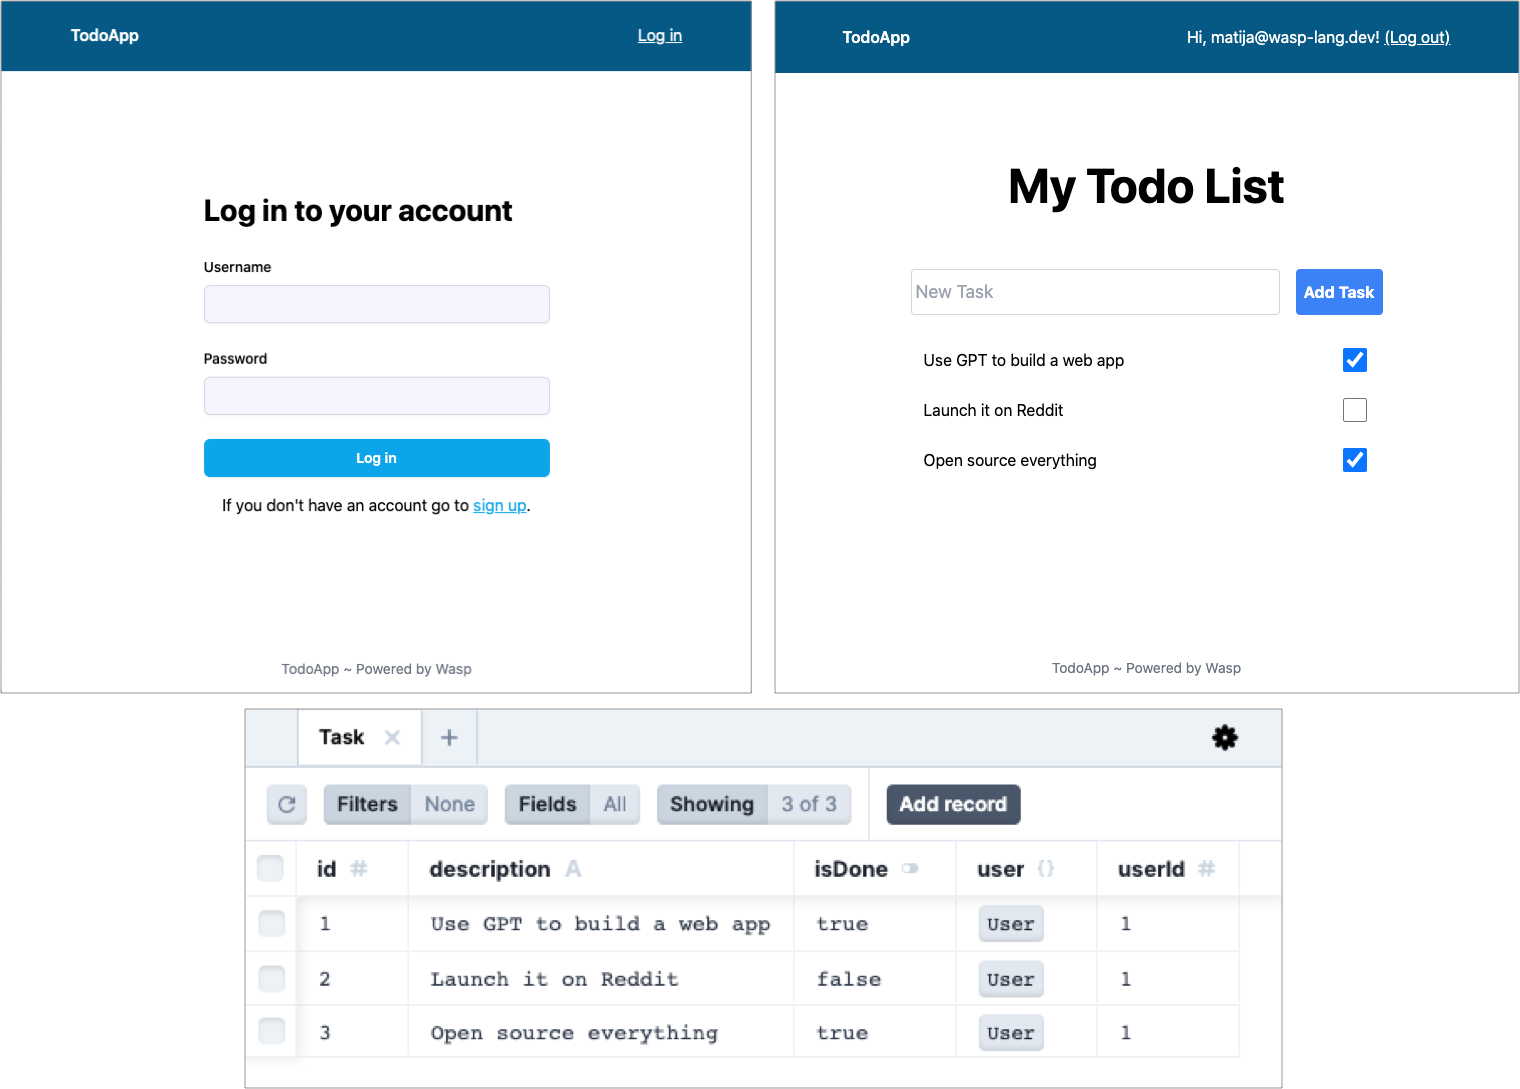 TodoApp
Log in
Log in to your account
Username
Password
Log in
If you don't have an account go to sign up.
TodoApp ~ Powered by Wasp
TodoApp
Hi, matija@wasp-lang.dev! (Log out)
My Todo List
New Task
Add Task
Use GPT to build a web app
Launch it on Reddit
Open source everything
TodoApp ~ Powered by Wasp
Task
Filters None Fields All Showing 3 of 3 Add record
id # description A isDone user {} userId #
1 Use GPT to build a web app true User 1
2 Launch it on Reddit false User 1
3 Open source everything true User 1